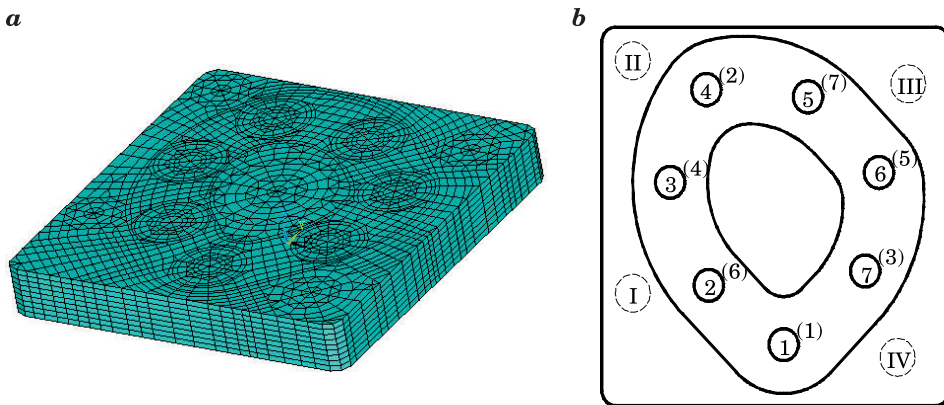 a
b
II
III
4 (2)
5 (7)
3 (4)
6 (5)
I
2 (6)
7 (3)
1 (1)
IV